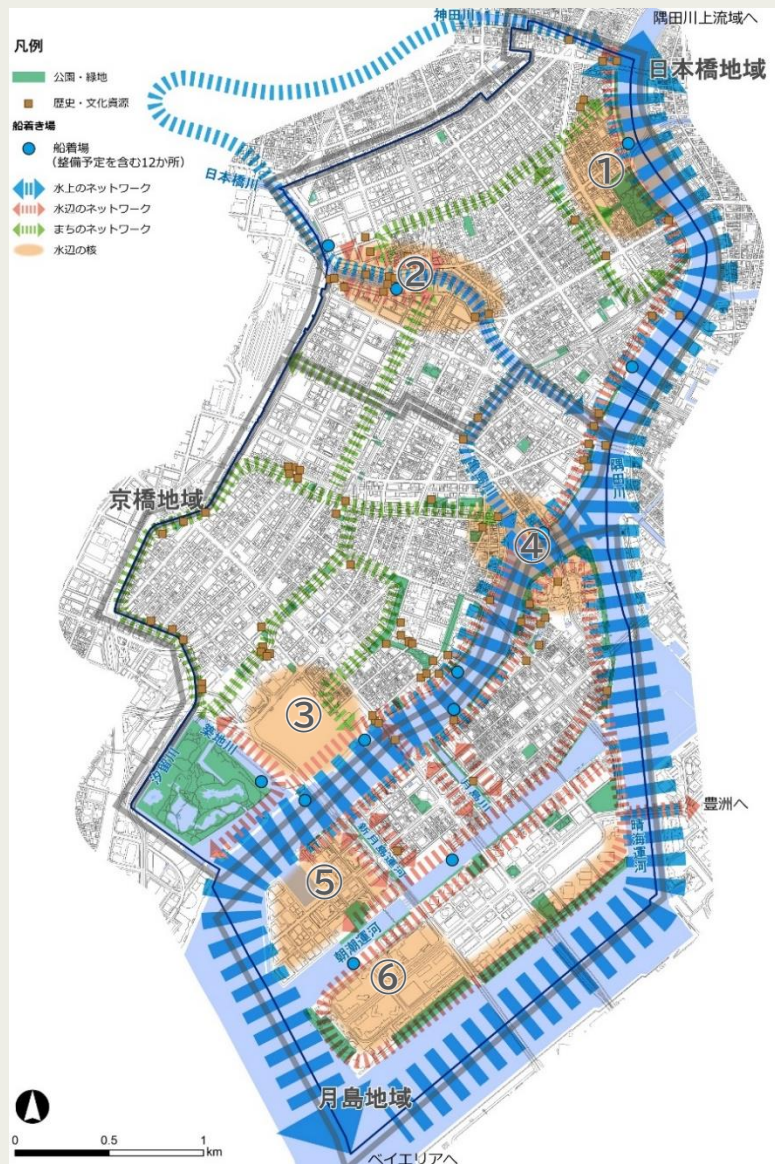 神田川
隅田川上流域へ
凡例
日本橋地域
公園・緑地
歴史・文化資源
船着き場
船着場
(整備予定を含む12か所)
日本橋川
水上のネットワーク
水辺のネットワーク
まちのネットワーク
水辺の核
①
②
隅田川
亀島川
京橋地域
④
③
築地川
汐留川
月島川
豊洲へ
新月島運河
晴海運河
⑤
朝潮運河
⑥
月島地域
0 0.5 1
km
ベイエリアへ